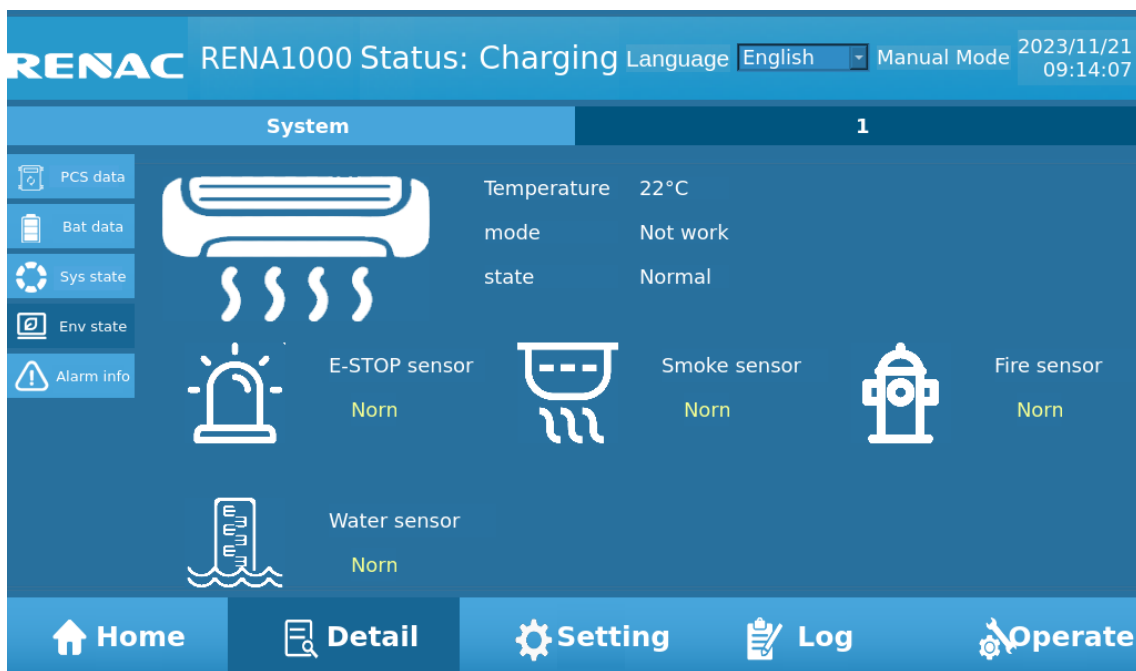 RENAC RENA1000 Status: Charging Language English Manual Mode 2023/11/21
09:14:07
System 1
PCS data
Bat data
Sys state
Env state
Alarm info
Temperature 22°C
mode Not work
state Normal
E-STOP sensor Smoke sensor Fire sensor
Norn Norn Norn
Water sensor
Norn
Home Detail Setting Log Operate